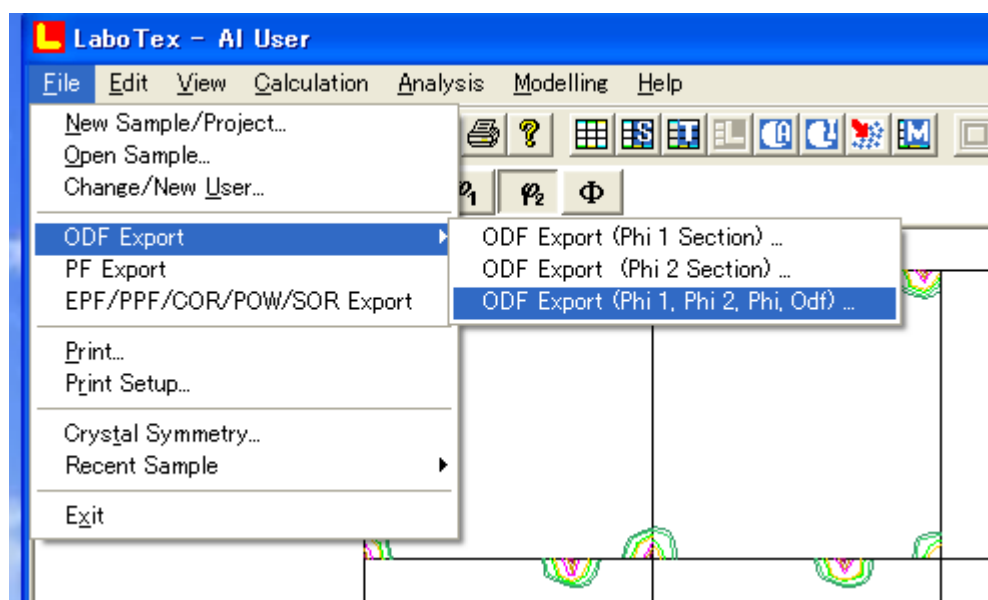 LaboTex - AI User
File Edit View Calculation Analysis Modelling Help
New Sample/Project...
Open Sample...
Change/New User...
φ2 Φ
ODF Export
ODF Export (Phi 1 Section) ...
PF Export
ODF Export (Phi 2 Section) ...
EPF/PPF/COR/POW/SOR Export
ODF Export (Phi 1, Phi 2, Phi, Odf) ...
Print...
Print Setup...
Crystal Symmetry...
Recent Sample
Exit